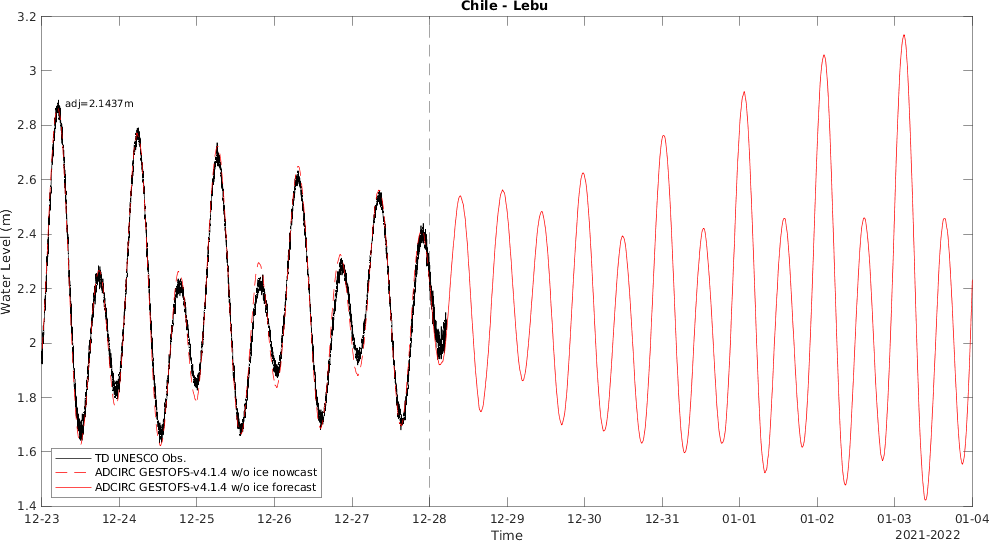 Chile - Lebu
3.2
3
2.8
2.6
2.4
2.2
2
1.8
1.6
1.4
Water Level (m)
adj=2.1437m
TD UNESCO Obs.
ADCIRC GESTOFS-v4.1.4 w/o ice nowcast
ADCIRC GESTOFS-v4.1.4 w/o ice forecast
12-23 12-24 12-25 12-26 12-27 12-28 12-29 12-30 12-31 01-01 01-02 01-03 01-04
Time
2021-2022